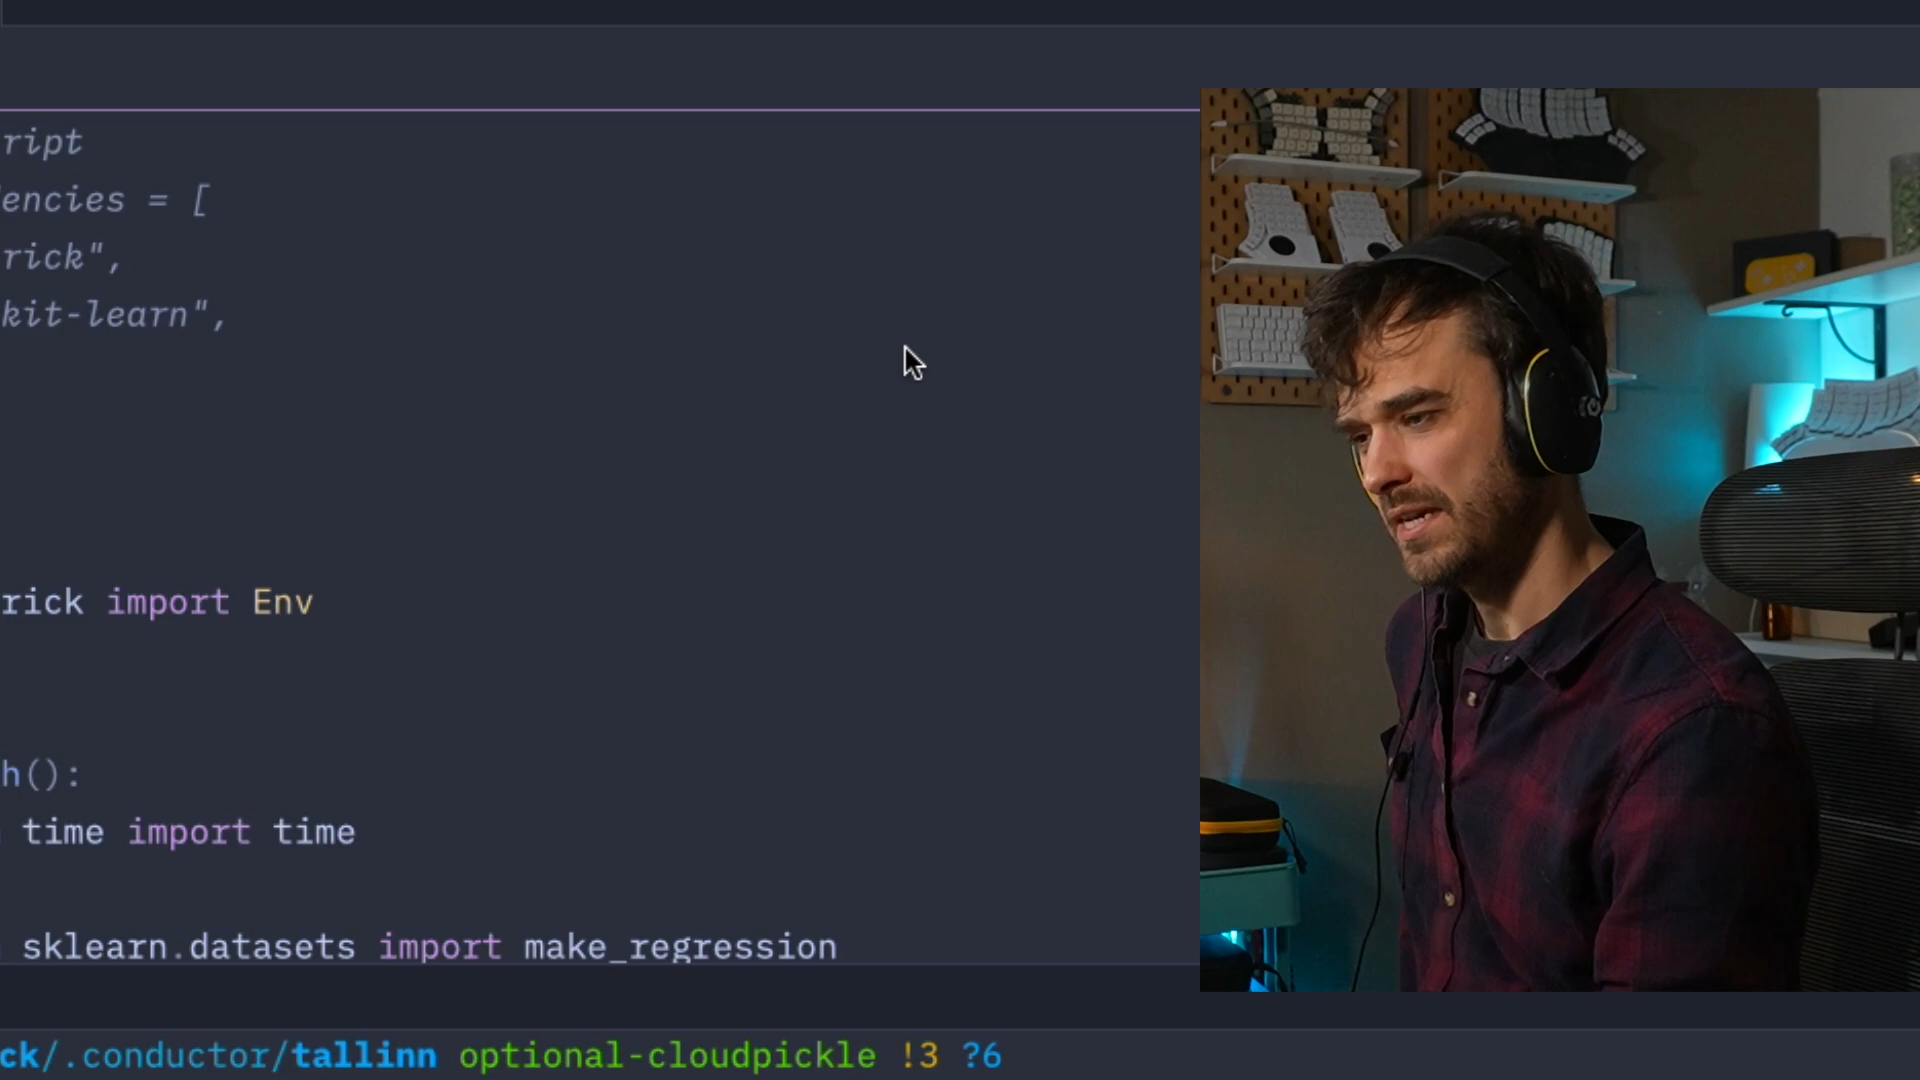 ript
encies = [
rick",
kit-learn",
rick import Env
h():
time import time
sklearn.datasets import make_regression
ck/.conductor/tallinn optional-cloudpickle !3 ?6